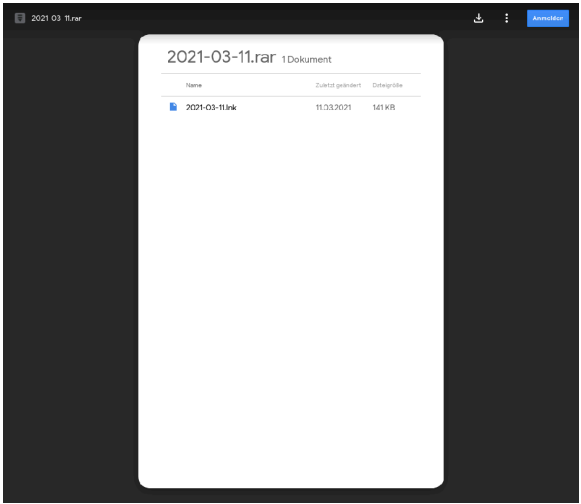 2021-03-11.rar
Anmelden
2021-03-11.rar 1 Dokument
Name Zuletzt geändert Dateigröße
2021-03-11.lnk 11.03.2021 141 KB